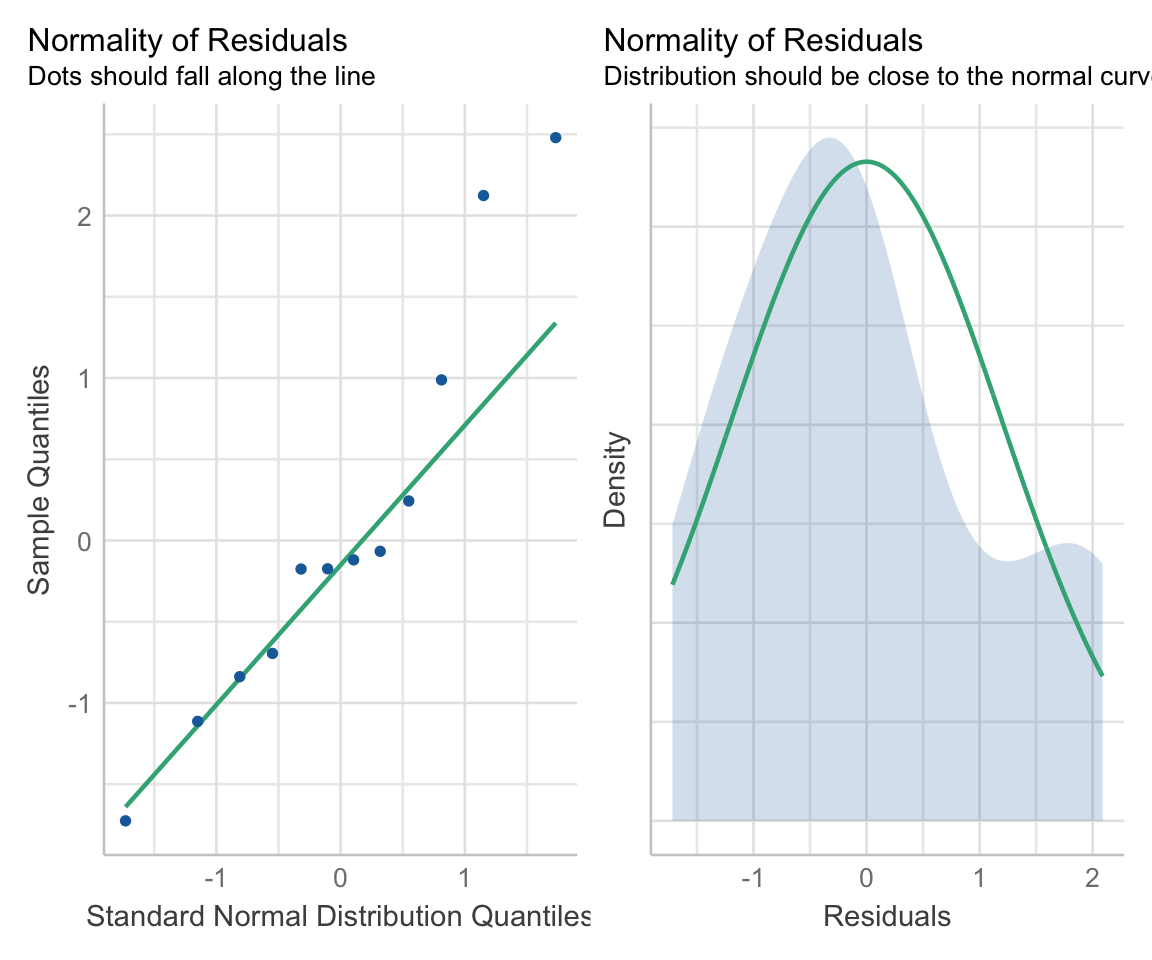 Normality of Residuals
Dots should fall along the line
2
1
0
-1
Sample Quantiles
-1
0
1
Standard Normal Distribution Quantiles
Normality of Residuals
Distribution should be close to the normal curv
Density
-1
0
1
2
Residuals